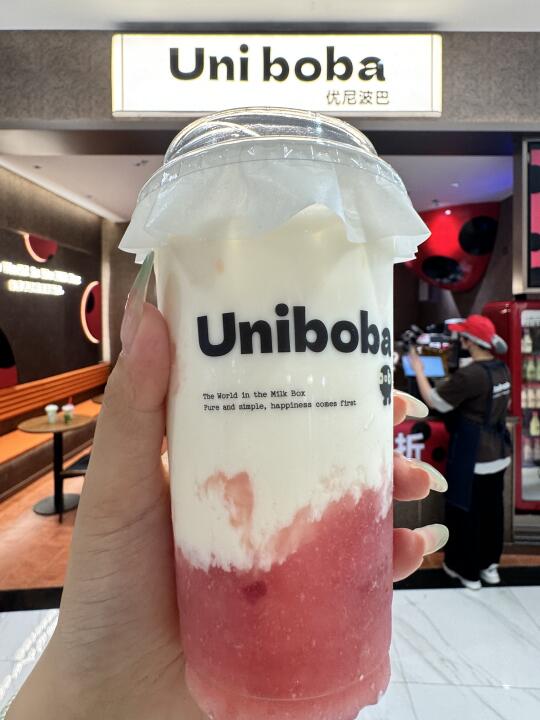 Uni boba
优尼波巴
Uniboba
The World in the Milk Box
Pure and simple, happiness comes first
折